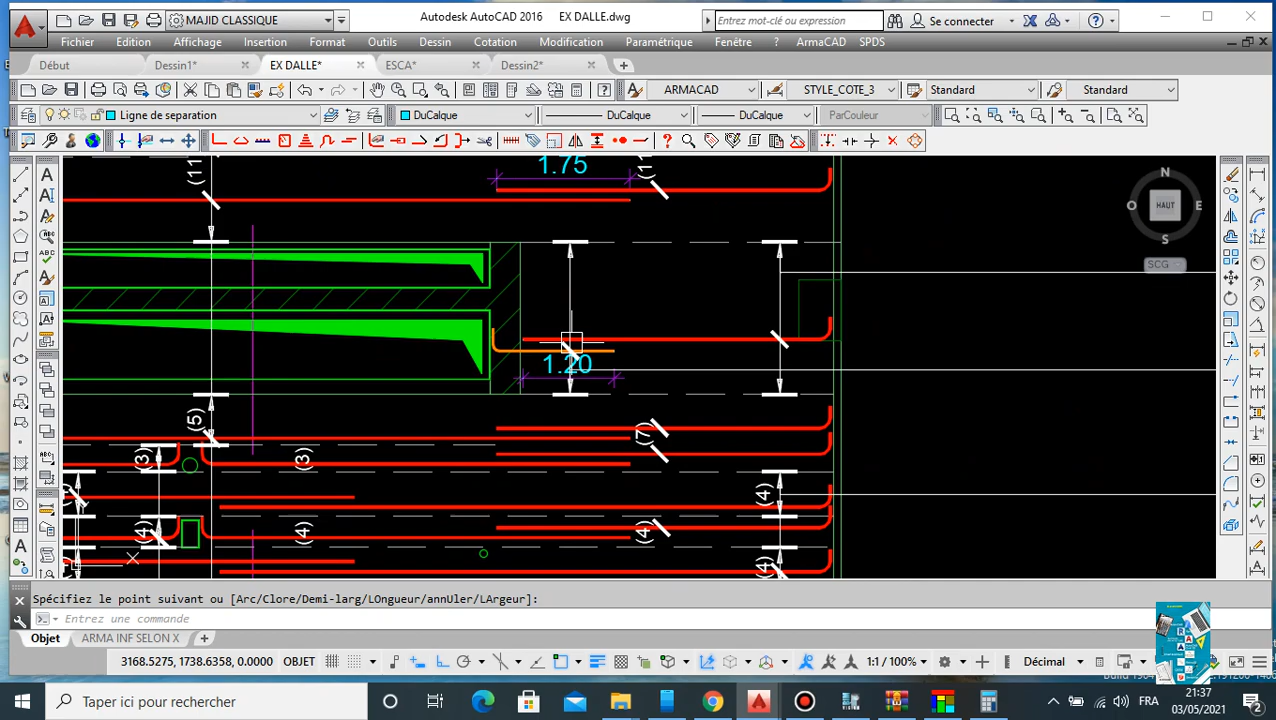 MAJID CLASSIQUE
Autodesk AutoCAD 2016 EX DALLE.dwg
Entrez mot-clé ou expression
Se connecter
Fichier Edition Affichage Insertion Format Outils Dessin Cotation Modification Paramétrique Fenêtre ? ArmaCAD SPDS
Début Dessin1* EX DALLE* ESCA* Dessin2*
ARMACAD STYLE_COTE_3 Standard Standard
Ligne de separation DuCalque DuCalque DuCalque ParCouleur
1.75
N
O HAUT E
S
SCG
1.20
(5)
(7)
(3) (3)
(4)
(4) (4) (4)
(4)
Spécifiez le point suivant ou [Arc/Clore/Demi-larg/LOngueur/annUler/LArgeur]:
Entrez une commande
Objet ARMA INF SELON X
3168.5275, 1738.6358, 0.0000 OBJET 1:1 / 100% Décimal
Taper ici pour rechercher
FRA
21:37
03/05/2021
2